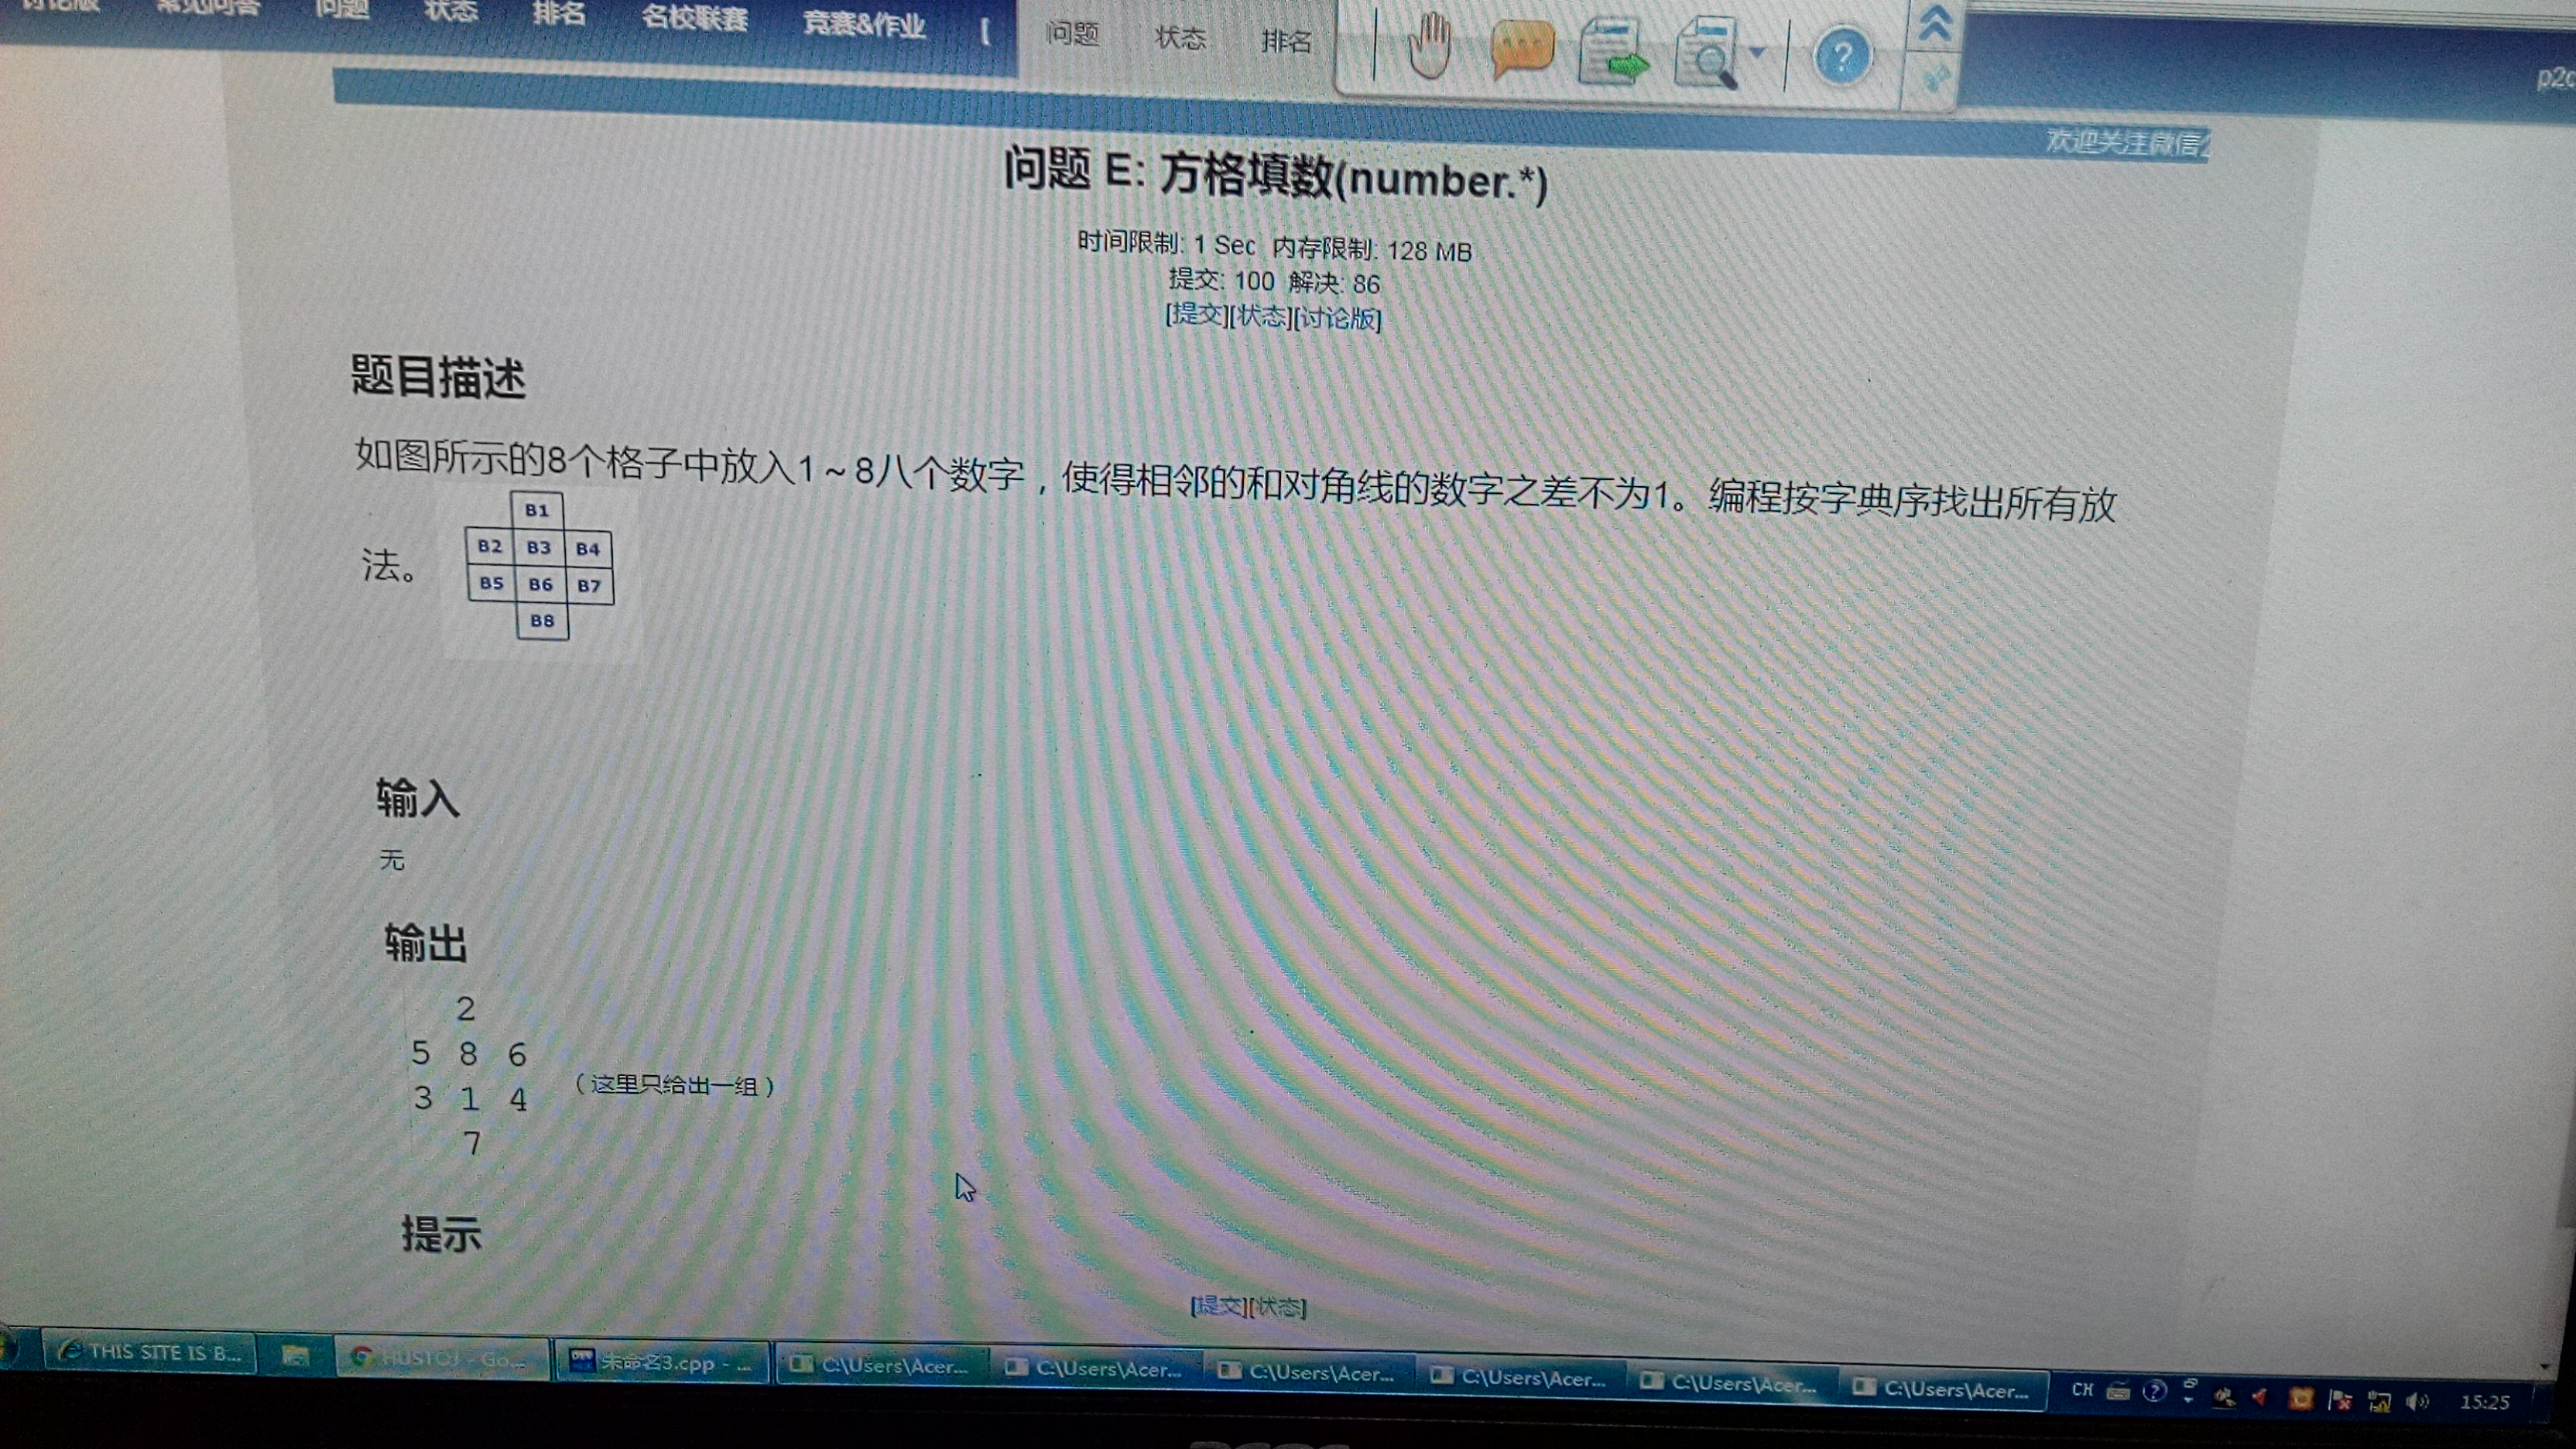 讨论版 常见问答 问题 状态 排名 名校联赛 竞赛&作业 [ 问题 状态 排名
?
p2c
欢迎关注微信
问题 E: 方格填数(number.*)
时间限制: 1 Sec 内存限制: 128 MB
提交: 100 解决: 86
[提交][状态][讨论版]
题目描述
如图所示的8个格子中放入1~8八个数字，使得相邻的和对角线的数字之差不为1。编程按字典序找出所有放
法。
B1
B2 B3 B4
B5 B6 B7
B8
输入
无
输出
2
5 8 6
3 1 4
7
（这里只给出一组）
提示
[提交][状态]
THIS SITE IS B... HUSTOJ - Go... 未命名3.cpp - ... C:\Users\Acer... C:\Users\Acer... C:\Users\Acer... C:\Users\Acer... C:\Users\Acer... C:\Users\Acer... CH 15:25